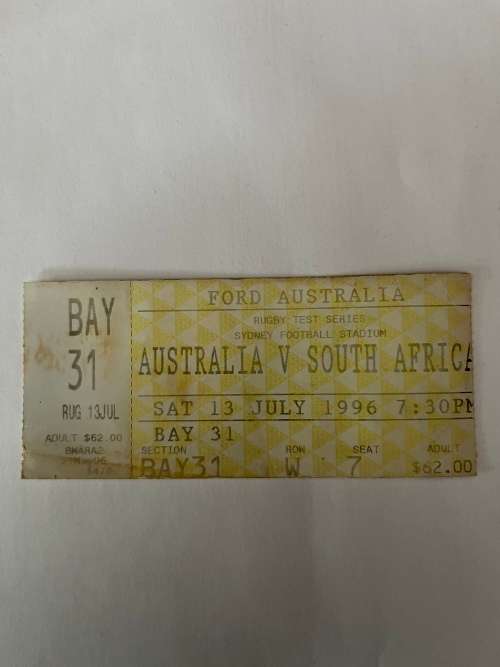 BAY
31
RUG 13JUL
ADULT $62.00
FORD AUSTRALIA
RUGBY TEST SERIES
SYDNEY FOOTBALL STADIUM
AUSTRALIA V SOUTH AFRICA
SAT 13 JULY 1996 7:30PM
BAY 31
SECTION ROW SEAT ADULT
BAY31 W 7 $62.00